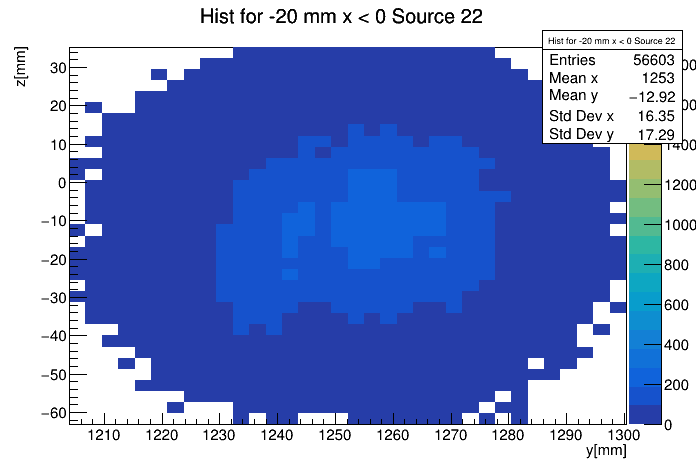 Hist for -20 mm x < 0 Source 22
Hist for -20 mm x < 0 Source 22
Entries 56603
Mean x 1253
Mean y −12.92
Std Dev x 16.35
Std Dev y 17.29
z[mm]
30
20
10
0
−10
−20
−30
−40
−50
−60
1210 1220 1230 1240 1250 1260 1270 1280 1290 1300
y[mm]
1400
1200
1000
800
600
400
200
0